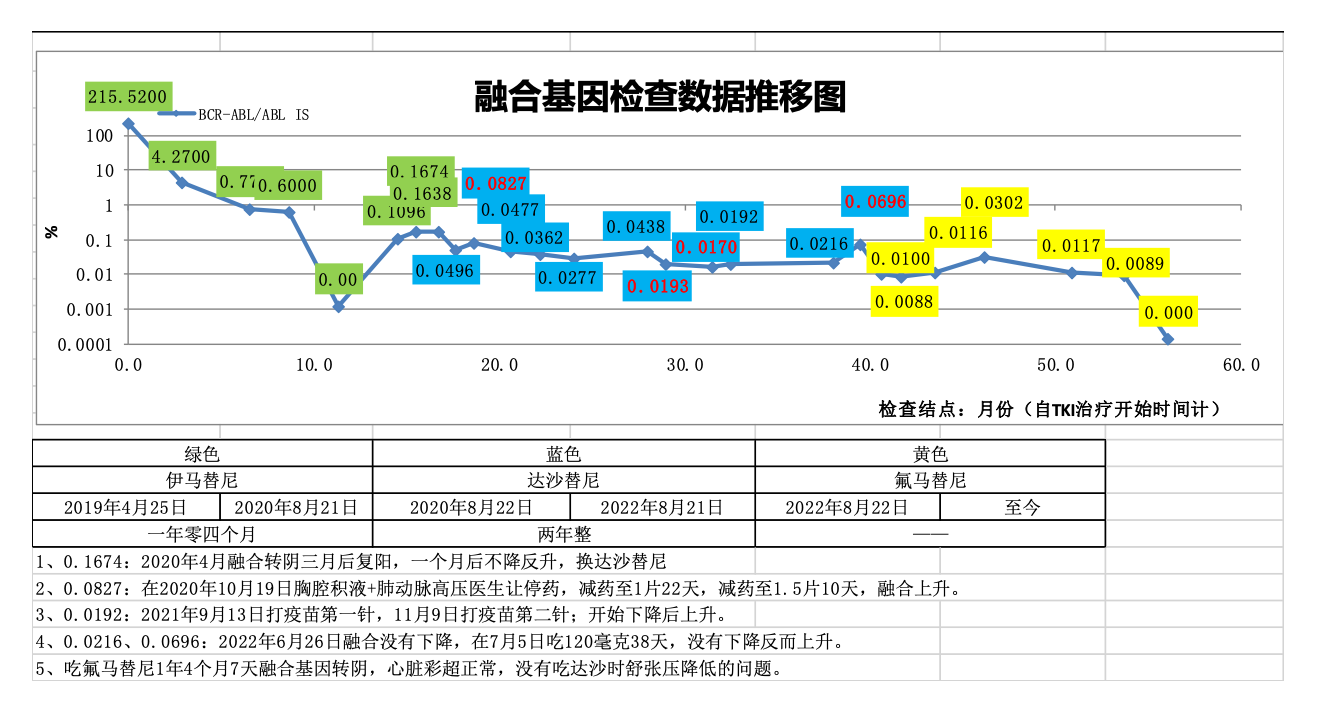 融合基因检查数据推移图
215.5200
BCR-ABL/ABL IS
4.2700
0.6000
0.00
0.1096
0.1674
0.1638
0.0496
0.0827
0.0477
0.0362
0.0277
0.0438
0.0193
0.0170
0.0192
0.0216
0.0696
0.0100
0.0088
0.0116
0.0302
0.0117
0.0089
0.000
%
100
10
1
0.1
0.01
0.001
0.0001
0.0 10.0 20.0 30.0 40.0 50.0 60.0
检查结点：月份（自TKI治疗开始时间计）
绿色 蓝色 黄色
伊马替尼 达沙替尼 氟马替尼
2019年4月25日 2020年8月21日 2020年8月22日 2022年8月21日 2022年8月22日 至今
一年零四个月 两年整 ——
1、0.1674：2020年4月融合转阴三月后复阳，一个月后不降反升，换达沙替尼
2、0.0827：在2020年10月19日胸腔积液+肺动脉高压医生让停药，减药至1片22天，减药至1.5片10天，融合上升。
3、0.0192：2021年9月13日打疫苗第一针，11月9日打疫苗第二针；开始下降后上升。
4、0.0216、0.0696：2022年6月26日融合没有下降，在7月5日吃120毫克38天，没有下降反而上升。
5、吃氟马替尼1年4个月7天融合基因转阴，心脏彩超正常，没有吃达沙时舒张压降低的问题。